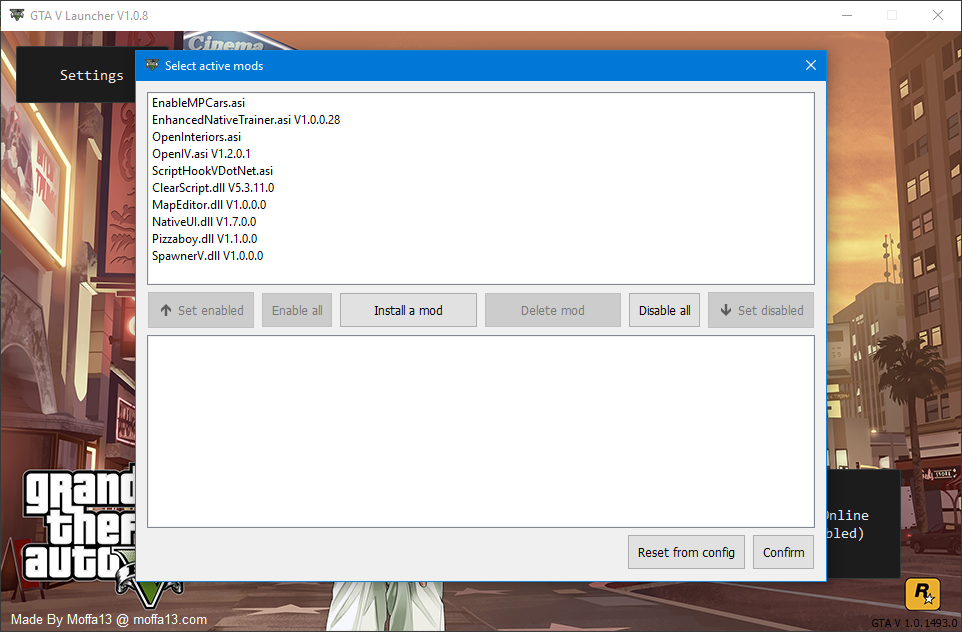 GTA V Launcher V1.0.8
Cinema
Settings
Select active mods
EnableMPCars.asi
EnhancedNativeTrainer.asi V1.0.0.28
OpenInteriors.asi
OpenIV.asi V1.2.0.1
ScriptHookVDotNet.asi
ClearScript.dll V5.3.11.0
MapEditor.dll V1.0.0.0
NativeUI.dll V1.7.0.0
Pizzaboy.dll V1.1.0.0
SpawnerV.dll V1.0.0.0
Set enabled
Enable all
Install a mod
Delete mod
Disable all
Set disabled
grand
theft
auto
nline
bled)
Reset from config
Confirm
R
Made By Moffa13 @ moffa13.com
GTA V 1.0.1493.0